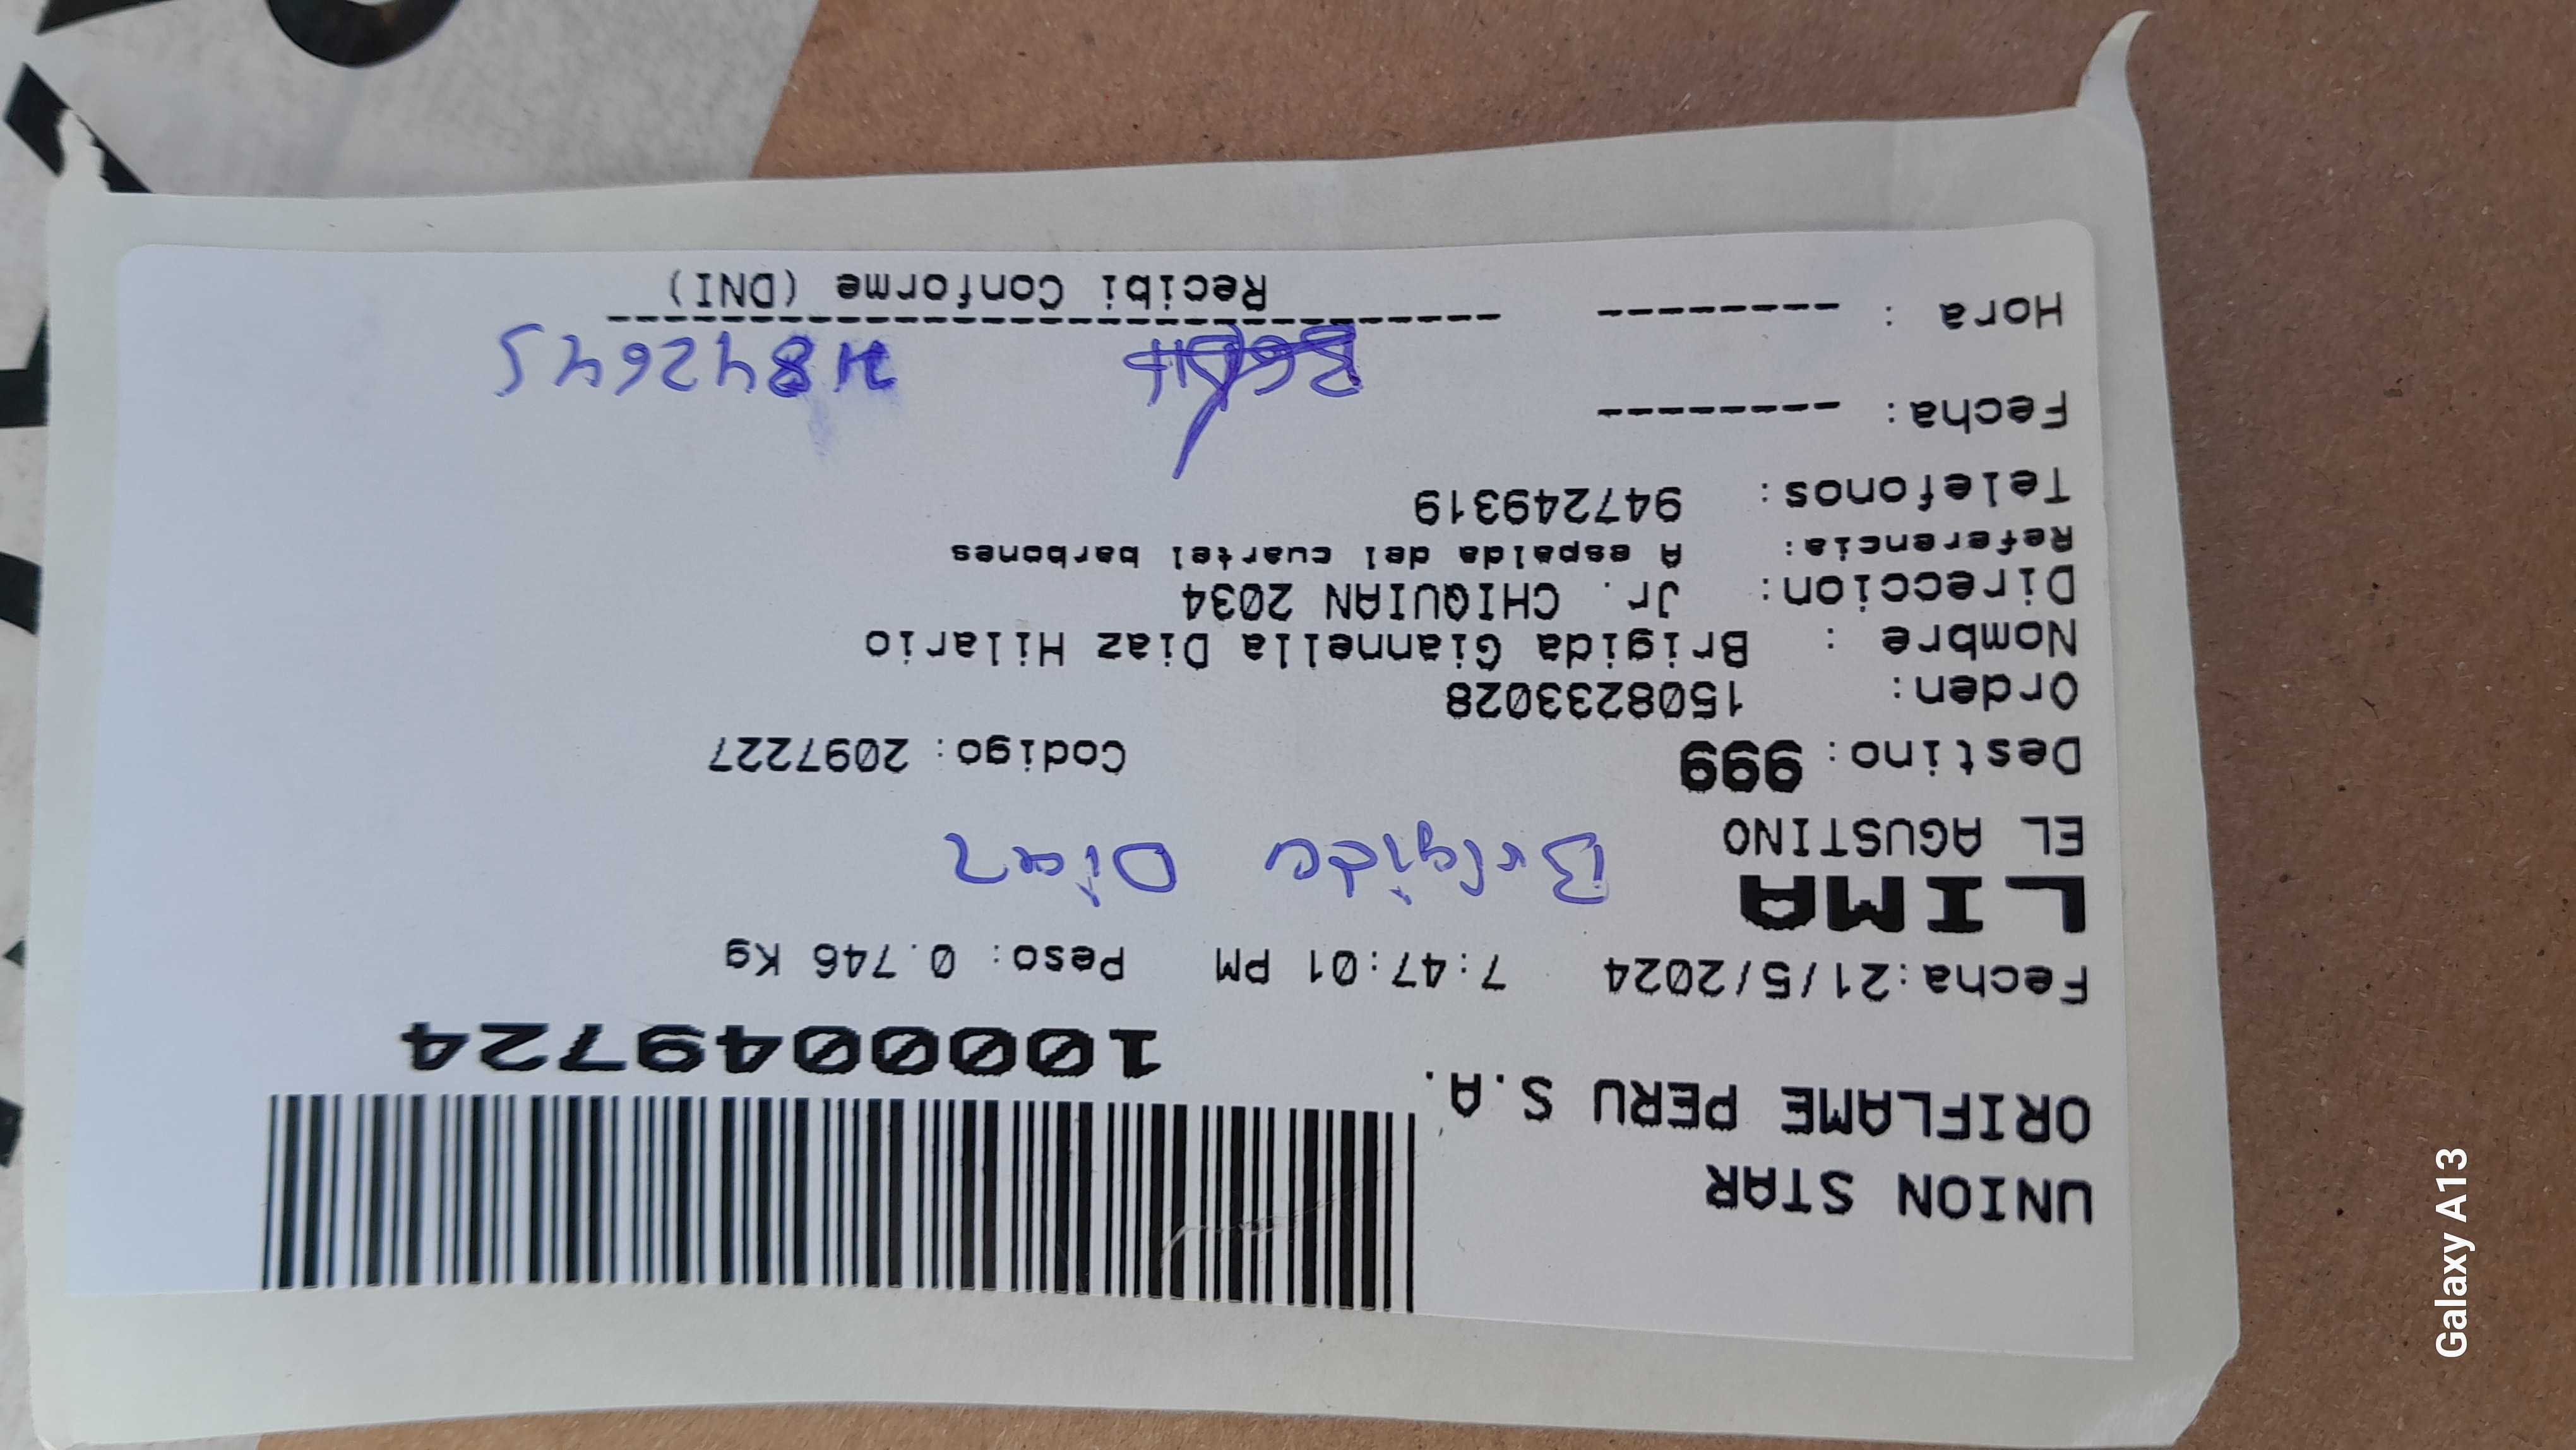 UNION STAR
ORIFLAME PERU S.A.
10000049724
Fecha:21/5/2024 7:47:01 PM Peso: 0.746 Kg
LIMA
EL AGUSTINO
Brigida Diaz
Destino: 999 Codigo: 2097227
Orden: 1508233028
Nombre : Brigida Giannella Diaz Hilario
Direccion: Jr. CHIQUIAN 2034
Referencia: A espalda del cuartel barbones
Telefonos: 947249319
Fecha: --------
Hora : --------
Recibi Conforme (DNI)
Galaxy A13